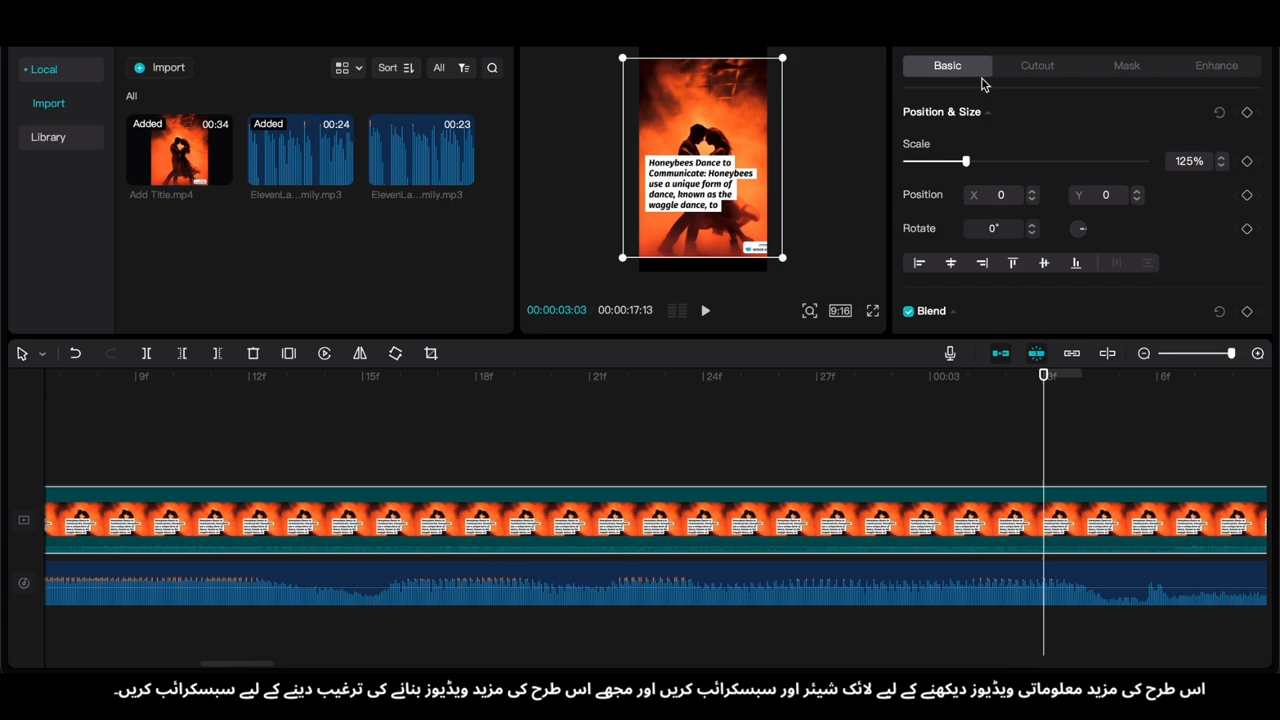 Local
Import
Library
Import
Sort
All
All
Added
00:34
Add Title.mp4
Added
00:24
ElevenLa...mily.mp3
00:23
ElevenLa...mily.mp3
Honeybees Dance to
Communicate: Honeybees
use a unique form of
dance, known as the
waggle dance, to
00:00:03:03 / 00:00:17:13
9:16
Basic
Cutout
Mask
Enhance
Position & Size
Scale
125%
Position
X 0
Y 0
Rotate
0°
Blend
9f
12f
15f
18f
21f
24f
27f
00:03
6f
اس طرح کی مزید معلوماتی ویڈیوز دیکھنے کے لیے لائک شیئر اور سبسکرائب کریں اور مجھے اس طرح کی مزید ویڈیوز بنانے کی ترغیب دینے کے لیے سبسکرائب کریں۔